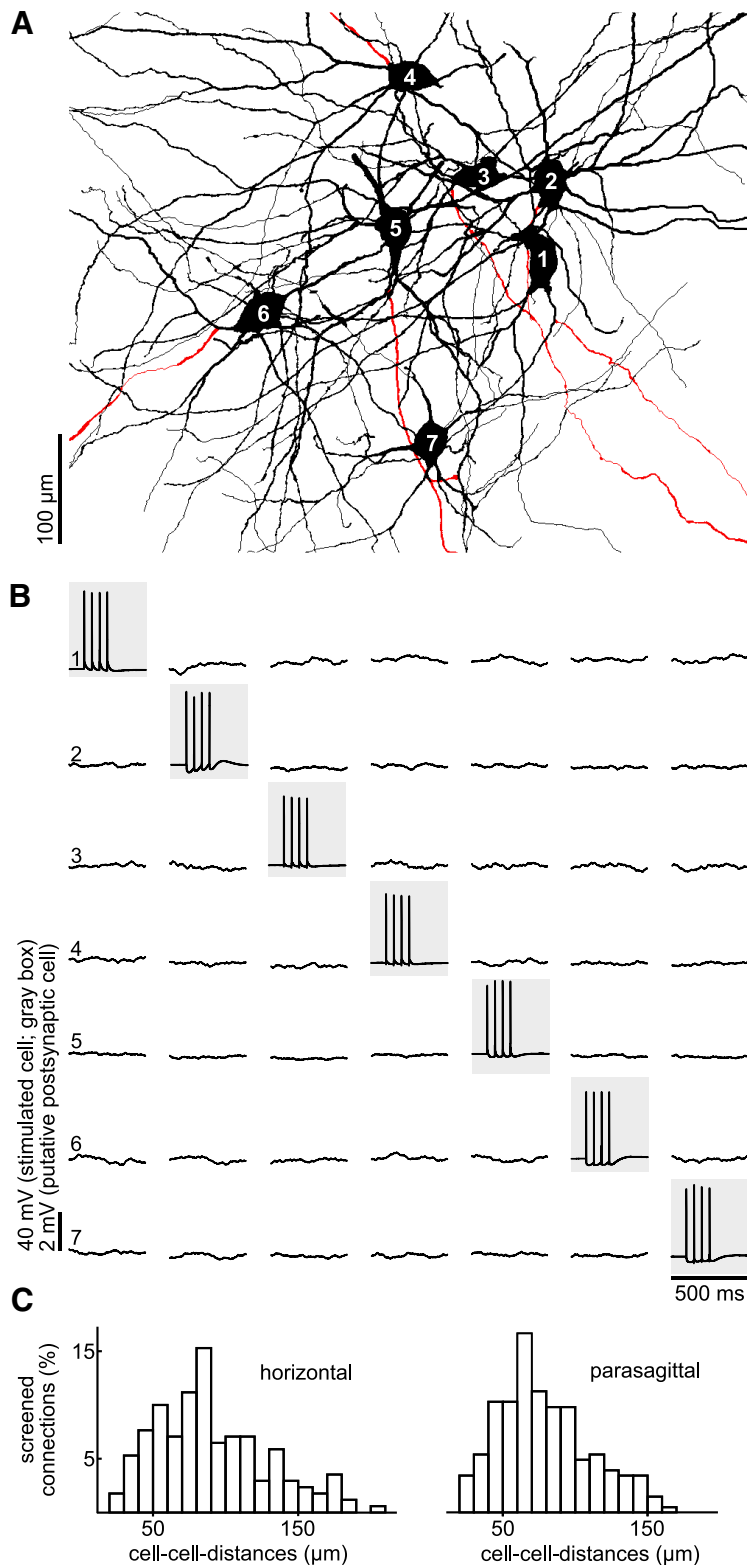 A
4
3
2
5
1
6
7
100 µm
B
1
2
3
4
5
6
7
40 mV (stimulated cell; gray box)
2 mV (putative postsynaptic cell)
500 ms
C
screened
connections (%)
15
5
horizontal
50
150
cell-cell-distances (µm)
parasagittal
50
150
cell-cell-distances (µm)